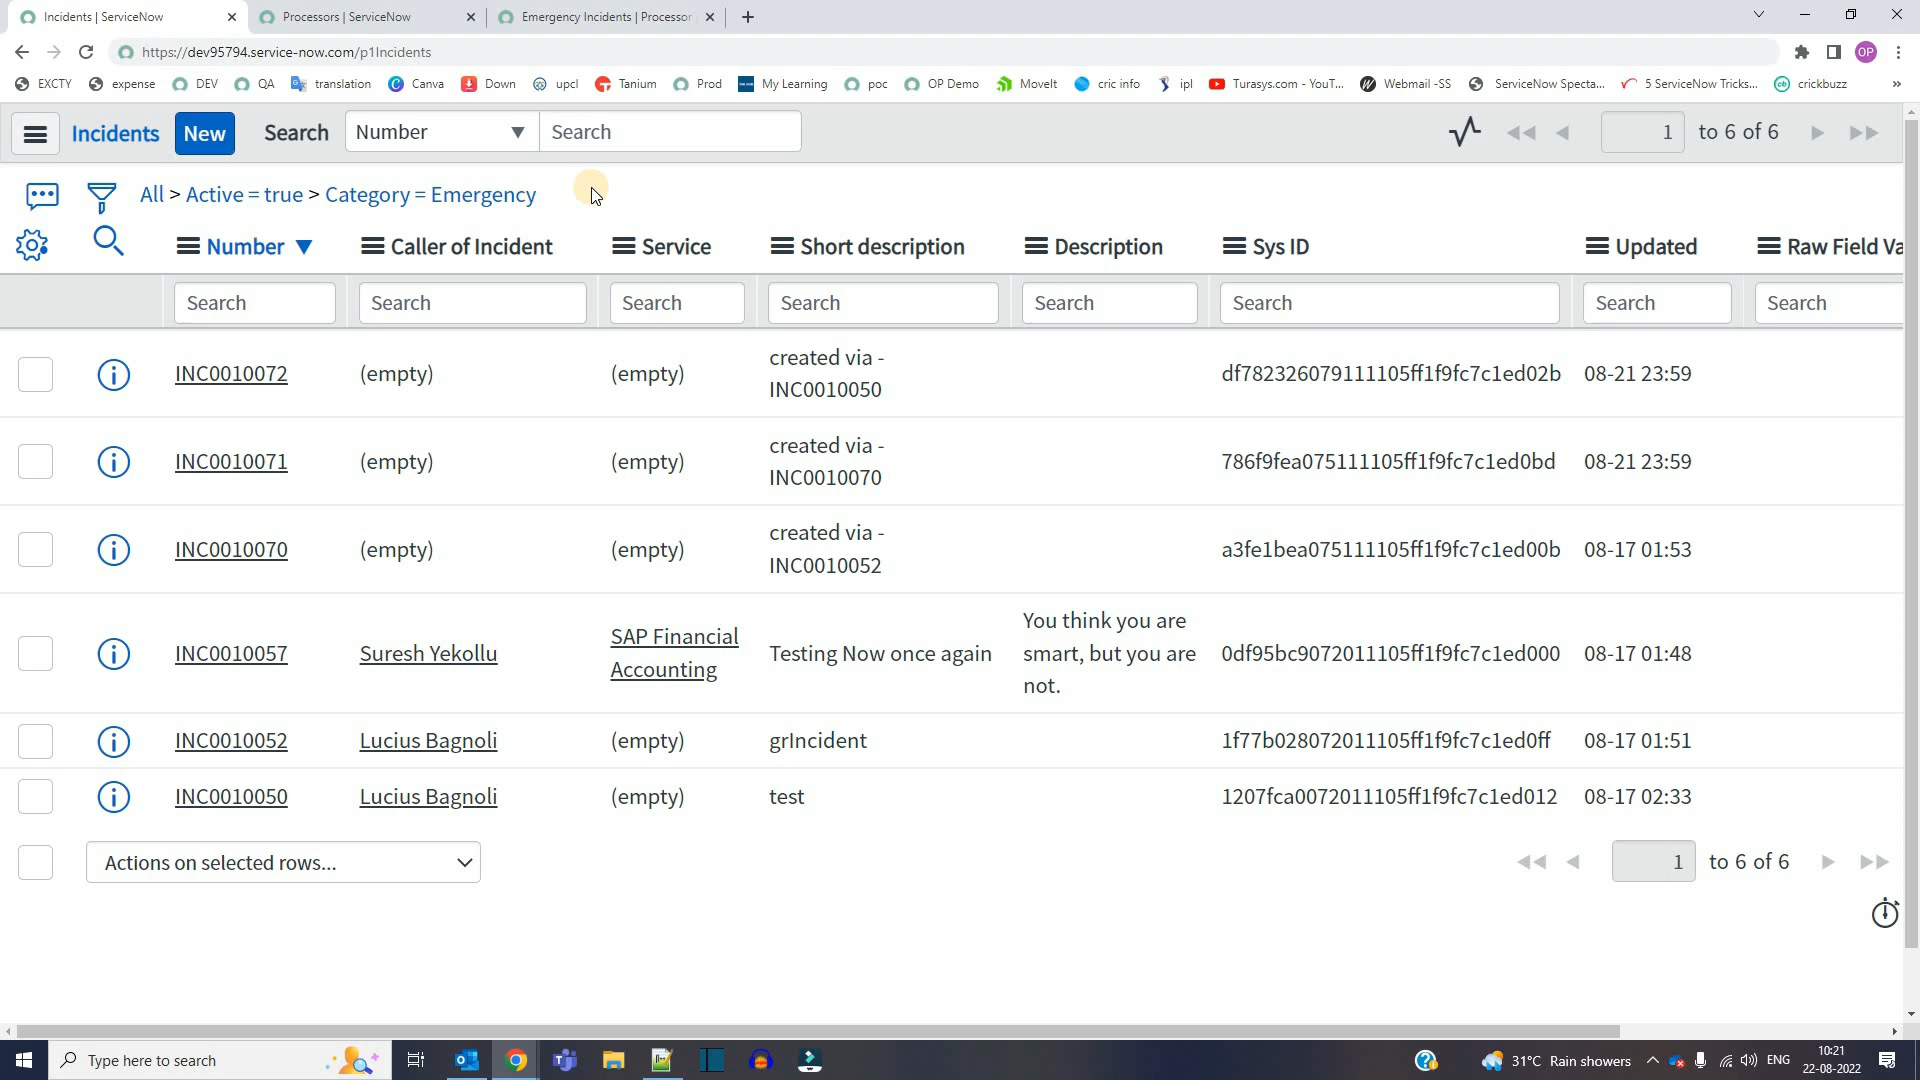 Incidents | ServiceNow
Processors | ServiceNow
Emergency Incidents | Processor
https://dev95794.service-now.com/p1Incidents
OP
EXCTY expense DEV QA translation Canva Down upcl Tanium Prod My Learning poc OP Demo MoveIt cric info ipl Turasys.com - YouT... Webmail -SS ServiceNow Specta... 5 ServiceNow Tricks... crickbuzz »
Incidents New Search Number Search 1 to 6 of 6
All > Active = true > Category = Emergency
Number Caller of Incident Service Short description Description Sys ID Updated Raw Field Va
Search Search Search Search Search Search Search Search
INC0010072 (empty) (empty) created via - INC0010050 df782326079111105ff1f9fc7c1ed02b 08-21 23:59
INC0010071 (empty) (empty) created via - INC0010070 786f9fea075111105ff1f9fc7c1ed0bd 08-21 23:59
INC0010070 (empty) (empty) created via - INC0010052 a3fe1bea075111105ff1f9fc7c1ed00b 08-17 01:53
INC0010057 Suresh Yekollu SAP Financial Accounting Testing Now once again You think you are smart, but you are not. 0df95bc9072011105ff1f9fc7c1ed000 08-17 01:48
INC0010052 Lucius Bagnoli (empty) grIncident 1f77b028072011105ff1f9fc7c1ed0ff 08-17 01:51
INC0010050 Lucius Bagnoli (empty) test 1207fca0072011105ff1f9fc7c1ed012 08-17 02:33
Actions on selected rows... 1 to 6 of 6
Type here to search
31°C Rain showers ENG
10:21
22-08-2022